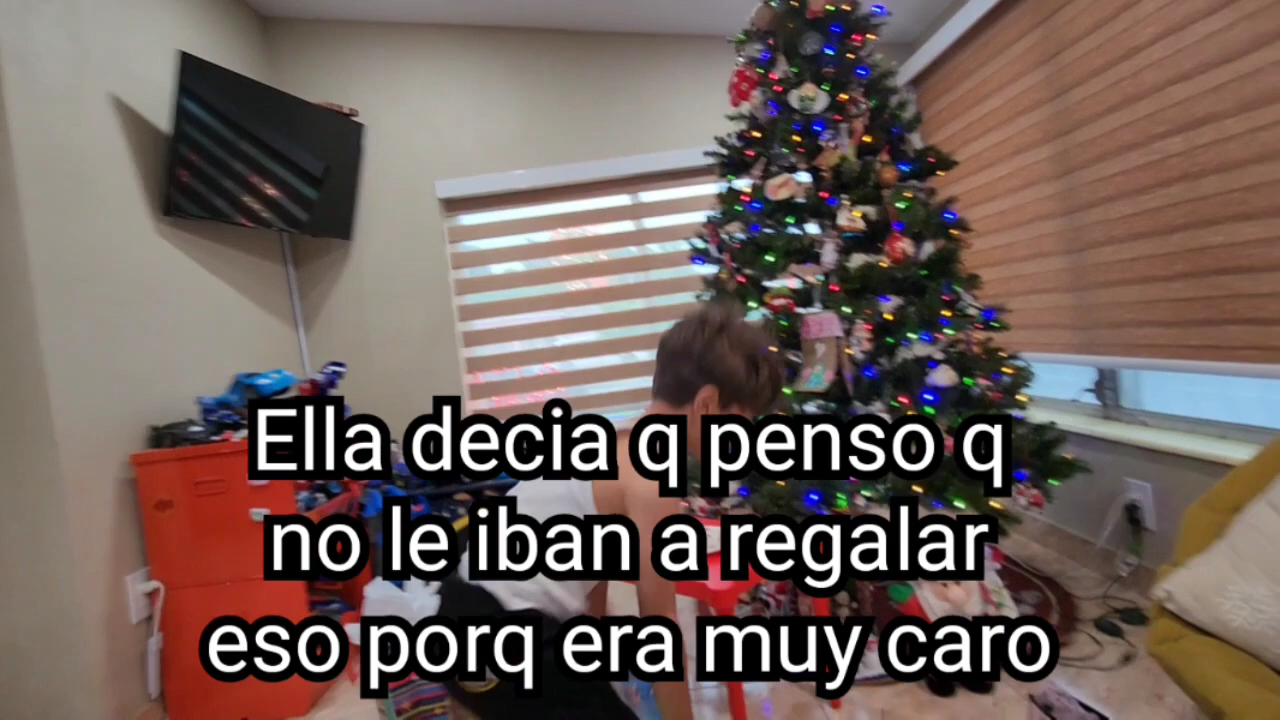 Ella decia q penso q
no le iban a regalar
eso porq era muy caro